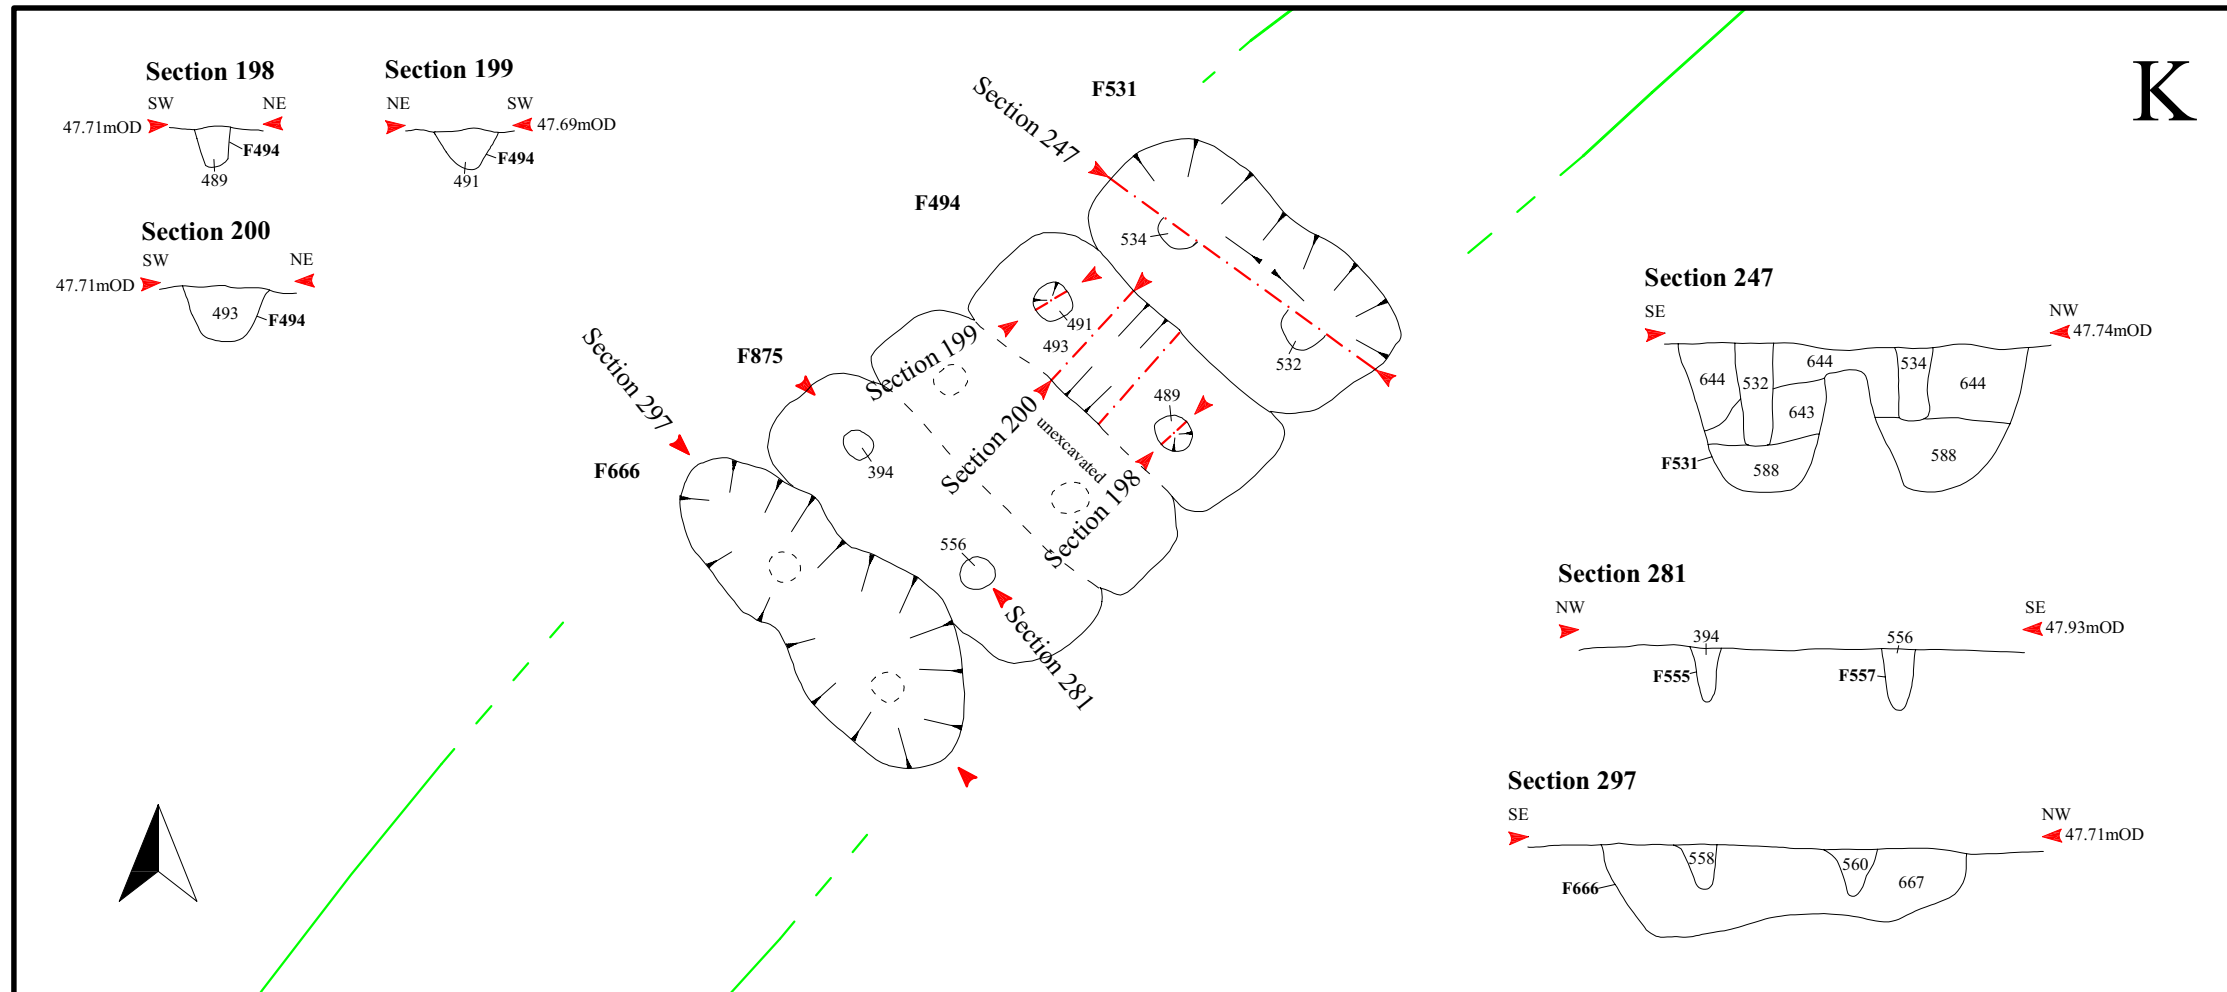 K
Section 198
SW NE
47.71mOD
F494
489
Section 199
NE SW
47.69mOD
F494
491
Section 200
SW NE
47.71mOD
493
F494
F531
Section 247
F494
534
532
491
493
Section 199
F875
Section 297
489
Section 200
unexcavated
Section 198
F666
394
556
Section 281
Section 247
SE NW
47.74mOD
644 532 644 534 644
643
F531
588 588
Section 281
NW SE
47.93mOD
394 556
F555 F557
Section 297
SE NW
47.71mOD
558 560
F666 667